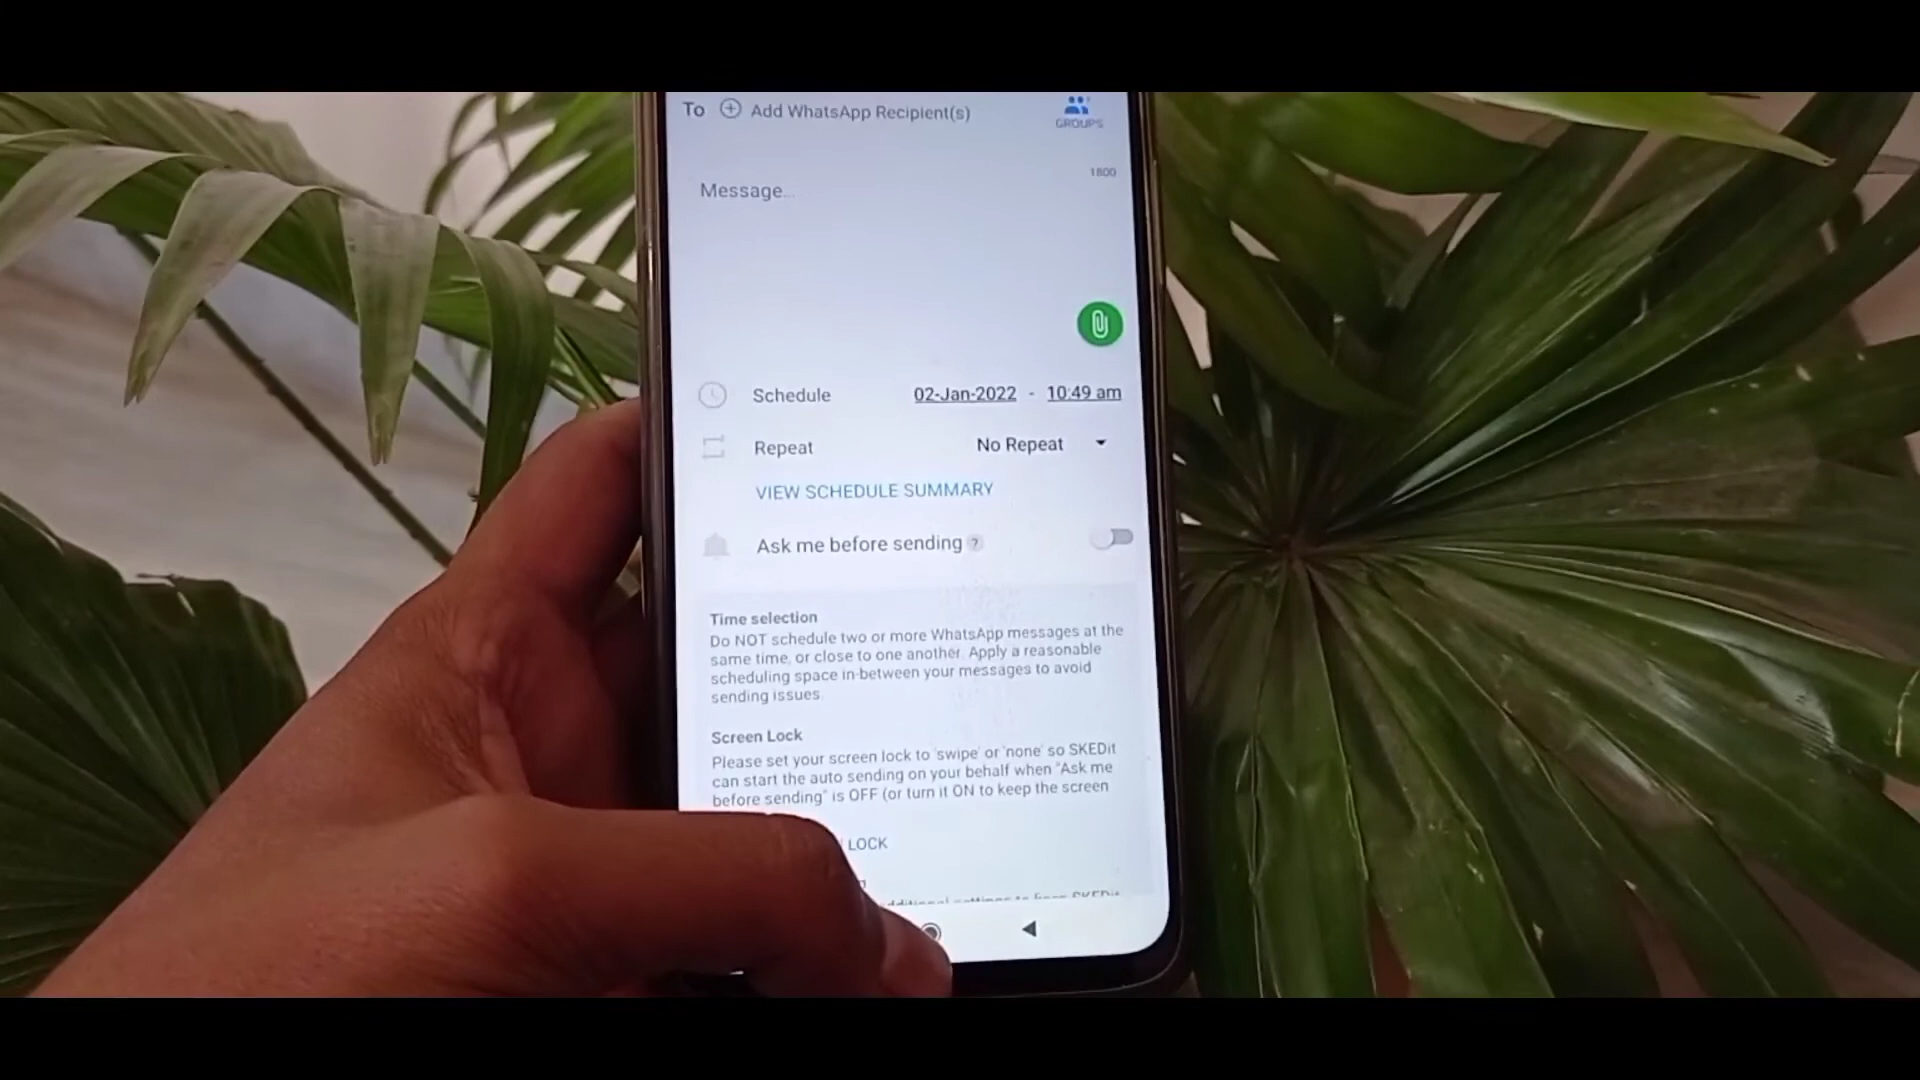 To Add WhatsApp Recipient(s)
GROUPS
1800
Message...
Schedule 02-Jan-2022 - 10:49 am
Repeat No Repeat
VIEW SCHEDULE SUMMARY
Ask me before sending ?
Time selection
Do NOT schedule two or more WhatsApp messages at the
same time, or close to one another. Apply a reasonable
scheduling space in-between your messages to avoid
sending issues.
Screen Lock
Please set your screen lock to 'swipe' or 'none' so SKEDit
can start the auto sending on your behalf when "Ask me
before sending" is OFF (or turn it ON to keep the screen
LOCK